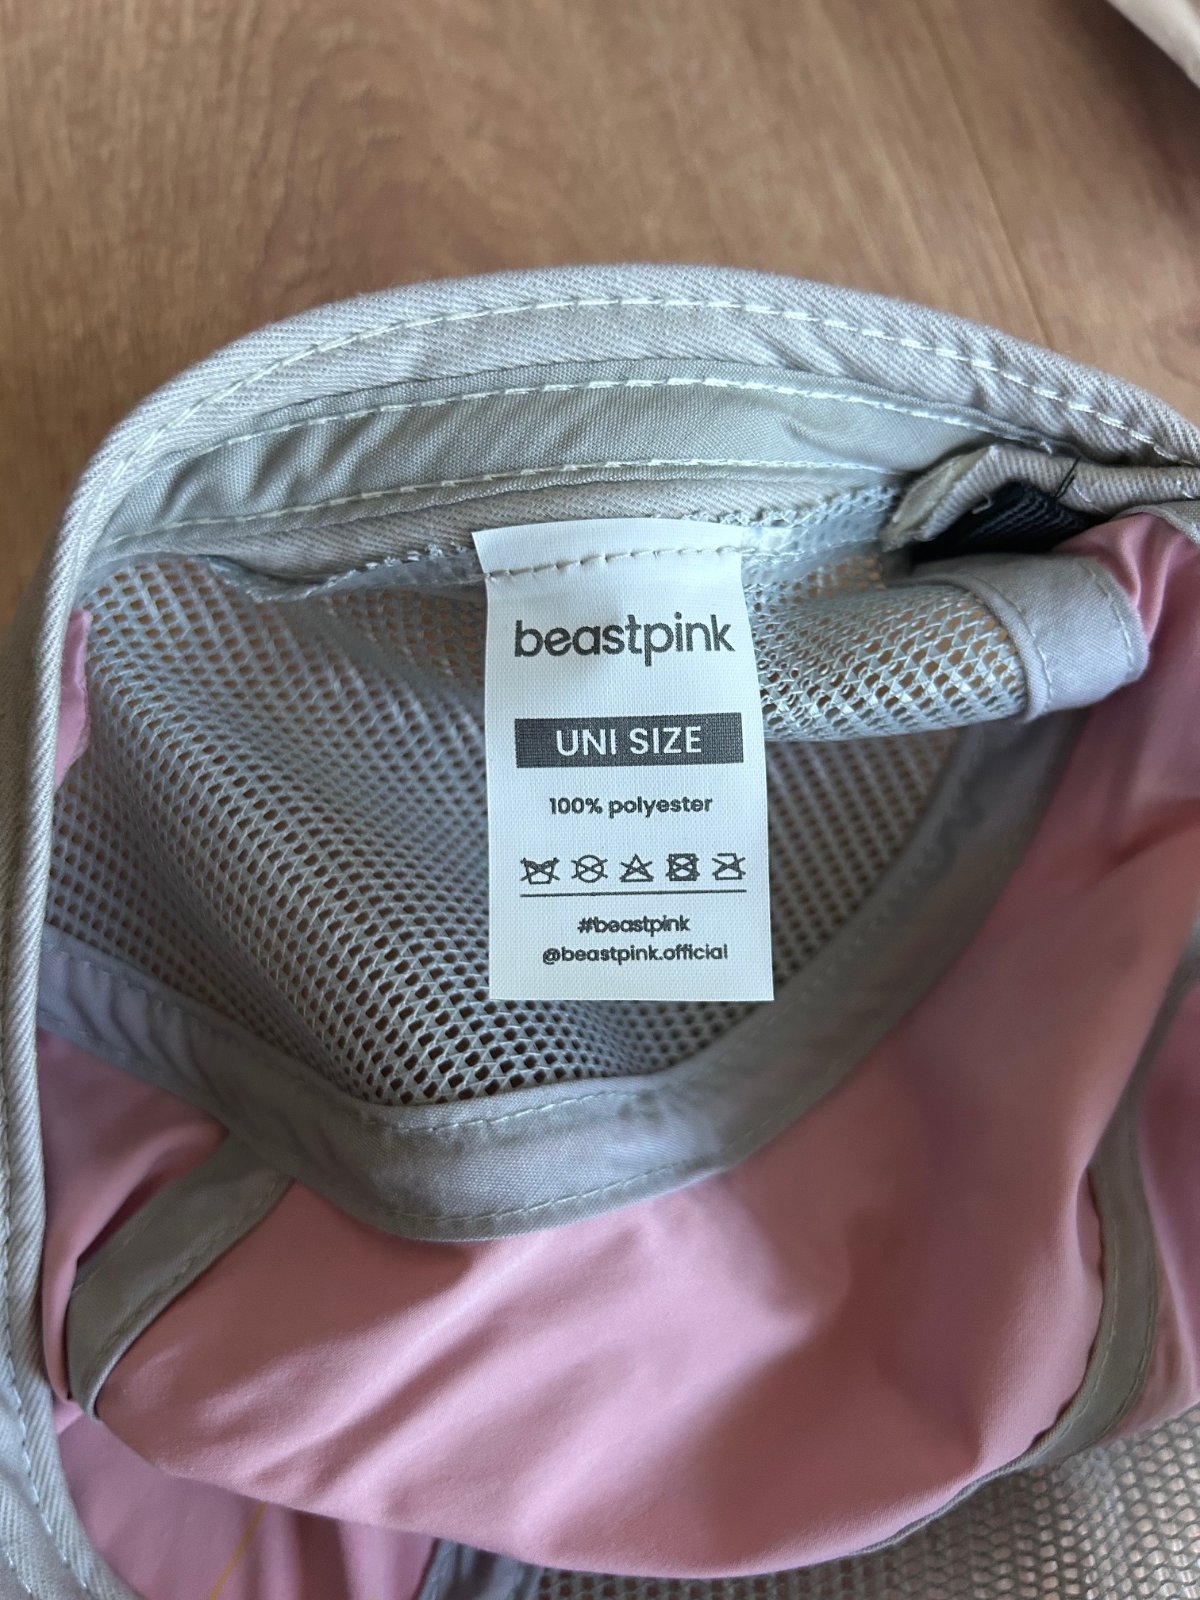 beastpink
UNI SIZE
100% polyester
#beastpink
@beastpink.official